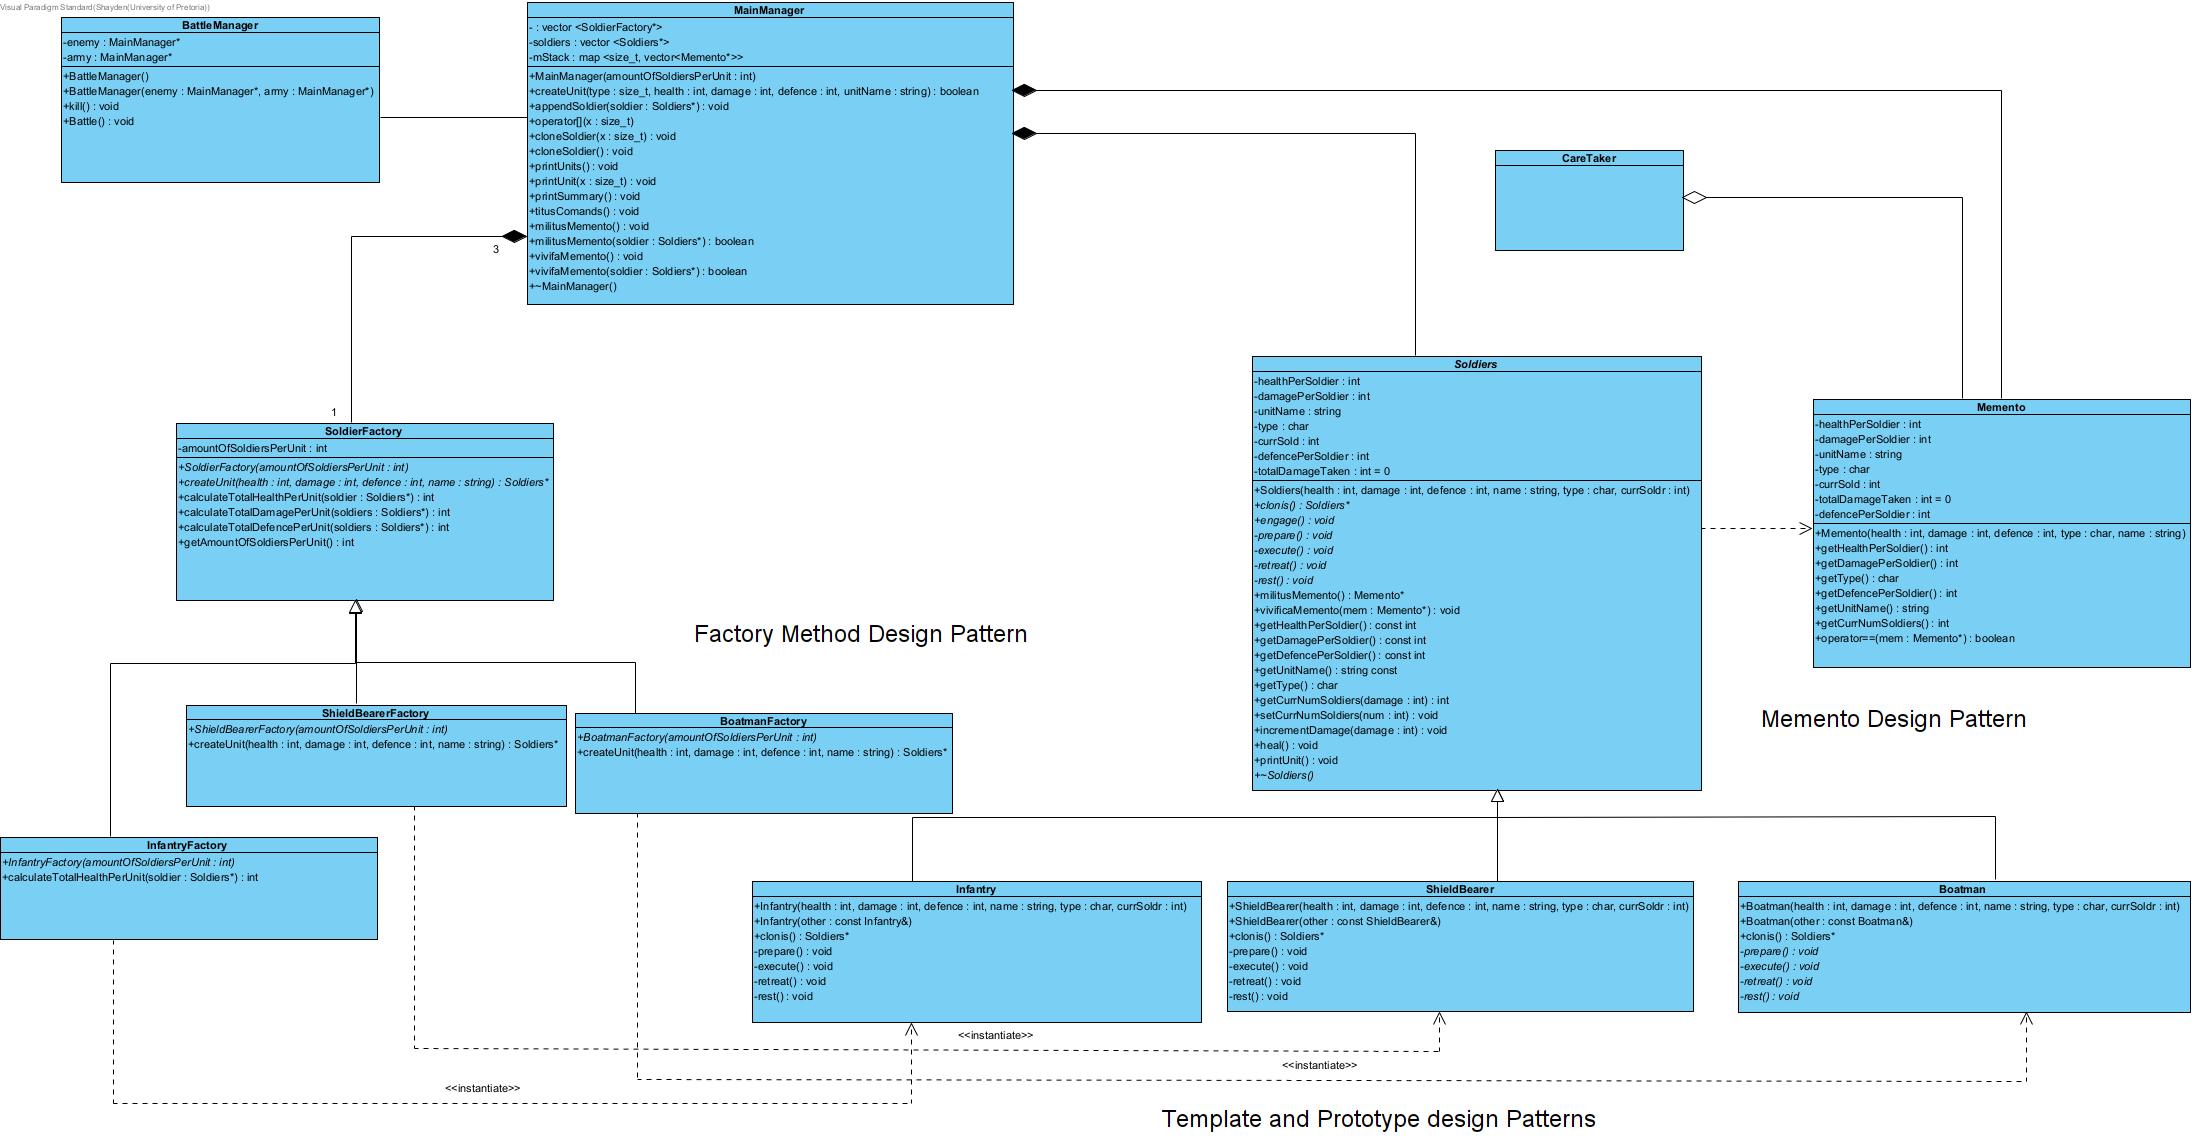 Visual Paradigm Standard(Shayden(University of Pretoria))
BattleManager
-enemy : MainManager*
-army : MainManager*
+BattleManager()
+BattleManager(enemy : MainManager*, army : MainManager*)
+kill() : void
+Battle() : void
MainManager
- : vector <SoldierFactory*>
-soldiers : vector <Soldiers*>
-mStack : map <size_t, vector<Memento*>>
+MainManager(amountOfSoldiersPerUnit : int)
+createUnit(type : size_t, health : int, damage : int, defence : int, unitName : string) : boolean
+appendSoldier(soldier : Soldiers*) : void
+operator[](x : size_t)
+cloneSoldier(x : size_t) : void
+cloneSoldier() : void
+printUnits() : void
+printUnit(x : size_t) : void
+printSummary() : void
+titusComands() : void
+militusMemento() : void
+militusMemento(soldier : Soldiers*) : boolean
+vivifaMemento() : void
+vivifaMemento(soldier : Soldiers*) : boolean
+~MainManager()
3
1
CareTaker
SoldierFactory
-amountOfSoldiersPerUnit : int
+SoldierFactory(amountOfSoldiersPerUnit : int)
+createUnit(health : int, damage : int, defence : int, name : string) : Soldiers*
+calculateTotalHealthPerUnit(soldier : Soldiers*) : int
+calculateTotalDamagePerUnit(soldiers : Soldiers*) : int
+calculateTotalDefencePerUnit(soldiers : Soldiers*) : int
+getAmountOfSoldiersPerUnit() : int
Soldiers
-healthPerSoldier : int
-damagePerSoldier : int
-unitName : string
-type : char
-currSold : int
-defencePerSoldier : int
-totalDamageTaken : int = 0
+Soldiers(health : int, damage : int, defence : int, name : string, type : char, currSoldr : int)
+clonis() : Soldiers*
+engage() : void
-prepare() : void
-execute() : void
-retreat() : void
-rest() : void
+militusMemento() : Memento*
+vivificaMemento(mem : Memento*) : void
+getHealthPerSoldier() : const int
+getDamagePerSoldier() : const int
+getDefencePerSoldier() : const int
+getUnitName() : string const
+getType() : char
+getCurrNumSoldiers(damage : int) : int
+setCurrNumSoldiers(num : int) : void
+incrementDamage(damage : int) : void
+heal() : void
+printUnit() : void
+~Soldiers()
Memento
-healthPerSoldier : int
-damagePerSoldier : int
-unitName : string
-type : char
-currSold : int
-totalDamageTaken : int = 0
-defencePerSoldier : int
+Memento(health : int, damage : int, defence : int, type : char, name : string)
+getHealthPerSoldier() : int
+getDamagePerSoldier() : int
+getType() : char
+getDefencePerSoldier() : int
+getUnitName() : string
+getCurrNumSoldiers() : int
+operator==(mem : Memento*) : boolean
Factory Method Design Pattern
Memento Design Pattern
ShieldBearerFactory
+ShieldBearerFactory(amountOfSoldiersPerUnit : int)
+createUnit(health : int, damage : int, defence : int, name : string) : Soldiers*
BoatmanFactory
+BoatmanFactory(amountOfSoldiersPerUnit : int)
+createUnit(health : int, damage : int, defence : int, name : string) : Soldiers*
InfantryFactory
+InfantryFactory(amountOfSoldiersPerUnit : int)
+calculateTotalHealthPerUnit(soldier : Soldiers*) : int
Infantry
+Infantry(health : int, damage : int, defence : int, name : string, type : char, currSoldr : int)
+Infantry(other : const Infantry&)
+clonis() : Soldiers*
-prepare() : void
-execute() : void
-retreat() : void
-rest() : void
ShieldBearer
+ShieldBearer(health : int, damage : int, defence : int, name : string, type : char, currSoldr : int)
+ShieldBearer(other : const ShieldBearer&)
+clonis() : Soldiers*
-prepare() : void
-execute() : void
-retreat() : void
-rest() : void
Boatman
+Boatman(health : int, damage : int, defence : int, name : string, type : char, currSoldr : int)
+Boatman(other : const Boatman&)
+clonis() : Soldiers*
-prepare() : void
-execute() : void
-retreat() : void
-rest() : void
<<instantiate>>
<<instantiate>>
<<instantiate>>
Template and Prototype design Patterns